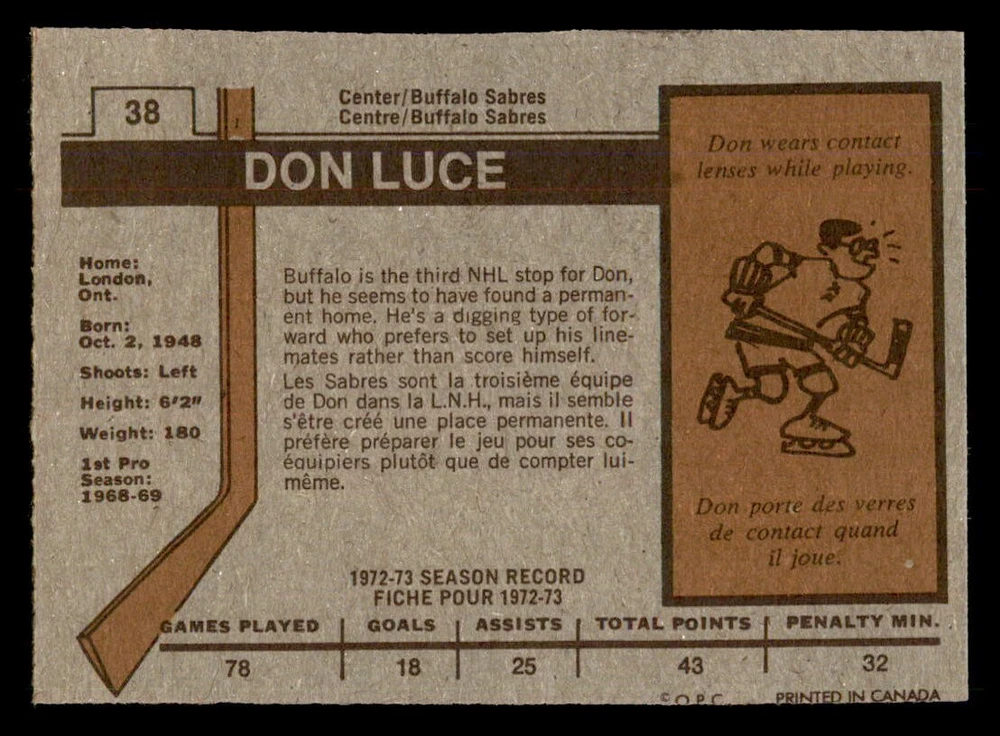 38
Center/Buffalo Sabres
Centre/Buffalo Sabres
DON LUCE
Home:
London,
Ont.
Born:
Oct. 2, 1948
Shoots: Left
Height: 6'2"
Weight: 180
1st Pro
Season:
1968-69
Buffalo is the third NHL stop for Don,
but he seems to have found a perman-
ent home. He's a digging type of for-
ward who prefers to set up his line-
mates rather than score himself.
Les Sabres sont la troisième équipe
de Don dans la L.N.H., mais il semble
s'être créé une place permanente. Il
préfère préparer le jeu pour ses co-
équipiers plutôt que de compter lui-
même.
Don wears contact
lenses while playing.
Don porte des verres
de contact quand
il joue.
1972-73 SEASON RECORD
FICHE POUR 1972-73
GAMES PLAYED GOALS ASSISTS TOTAL POINTS PENALTY MIN.
78 18 25 43 32
© O.P.C. PRINTED IN CANADA